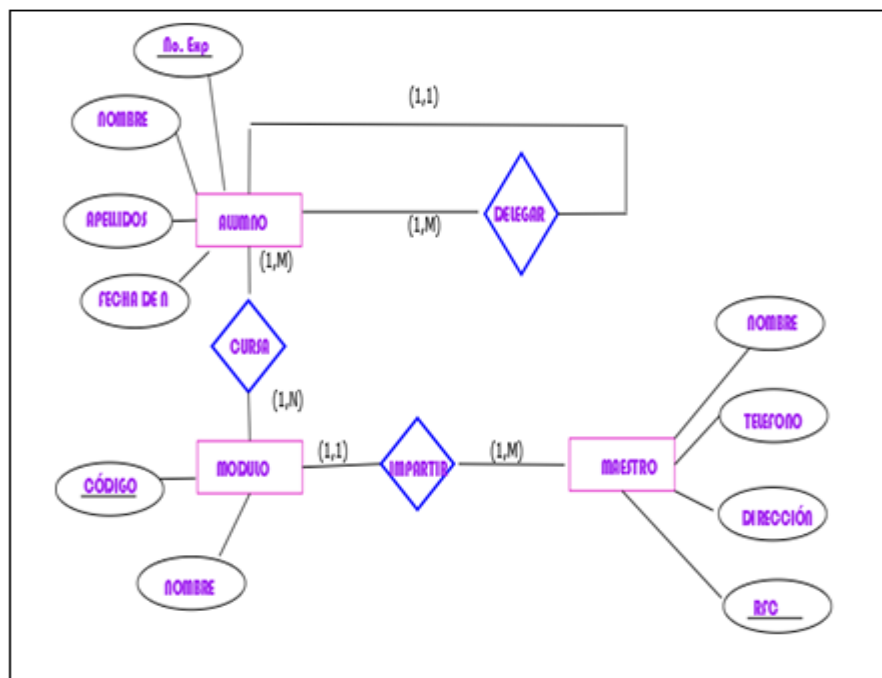 No. Exp
(1,1)
NOMBRE
APELLIDOS
ALUMNO
DELEGAR
(1,M)
(1,M)
FECHA DE N
CURSA
NOMBRE
(1,N)
TELEFONO
(1,1)
(1,M)
MODULO
IMPARTIR
MAESTRO
CÓDIGO
DIRECCIÓN
NOMBRE
RFC